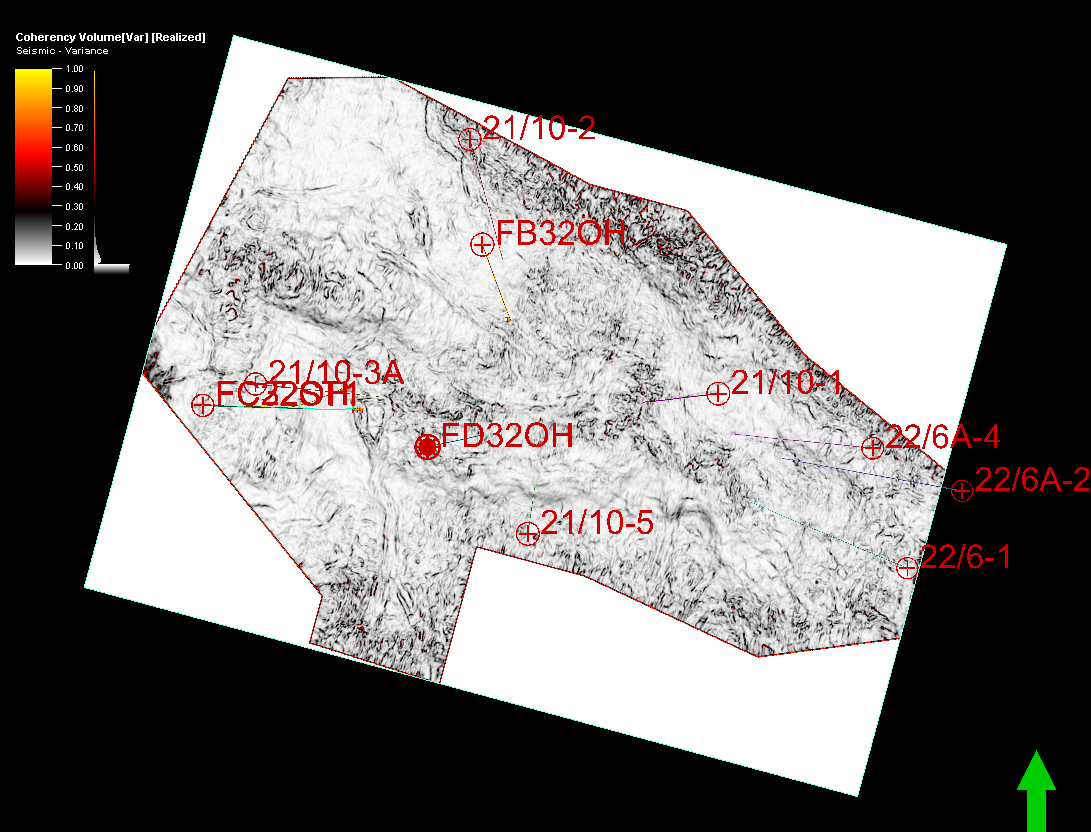 Coherency Volume[Var] [Realized]
Seismic - Variance
1.00
0.90
0.80
0.70
0.60
0.50
0.40
0.30
0.20
0.10
0.00
21/10-2
FB32OH
21/10-3A
21/10-1
FD32OH
22/6A-4
22/6A-2
21/10-5
22/6-1